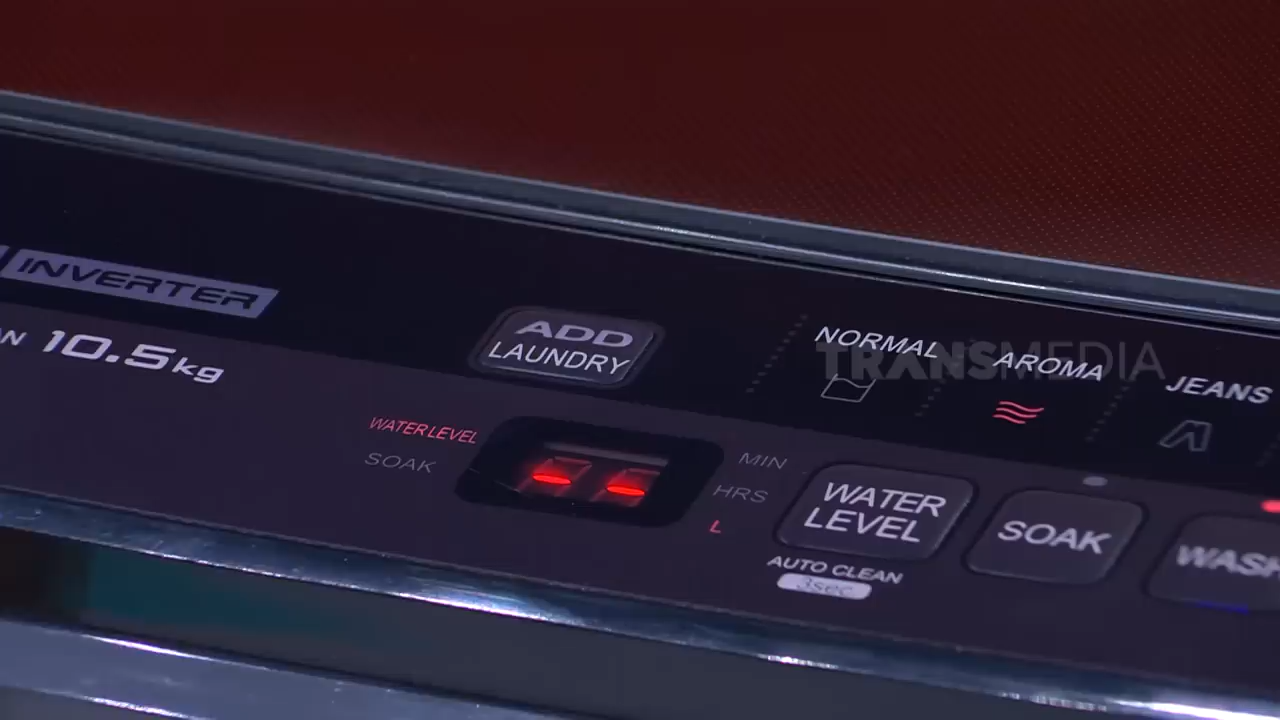 INVERTER
10.5kg
ADD
LAUNDRY
NORMAL
AROMA
JEANS
TRANSMEDIA
WATER LEVEL
SOAK
--
MIN
HRS
L
WATER
LEVEL
SOAK
WASH
AUTO CLEAN
3sec